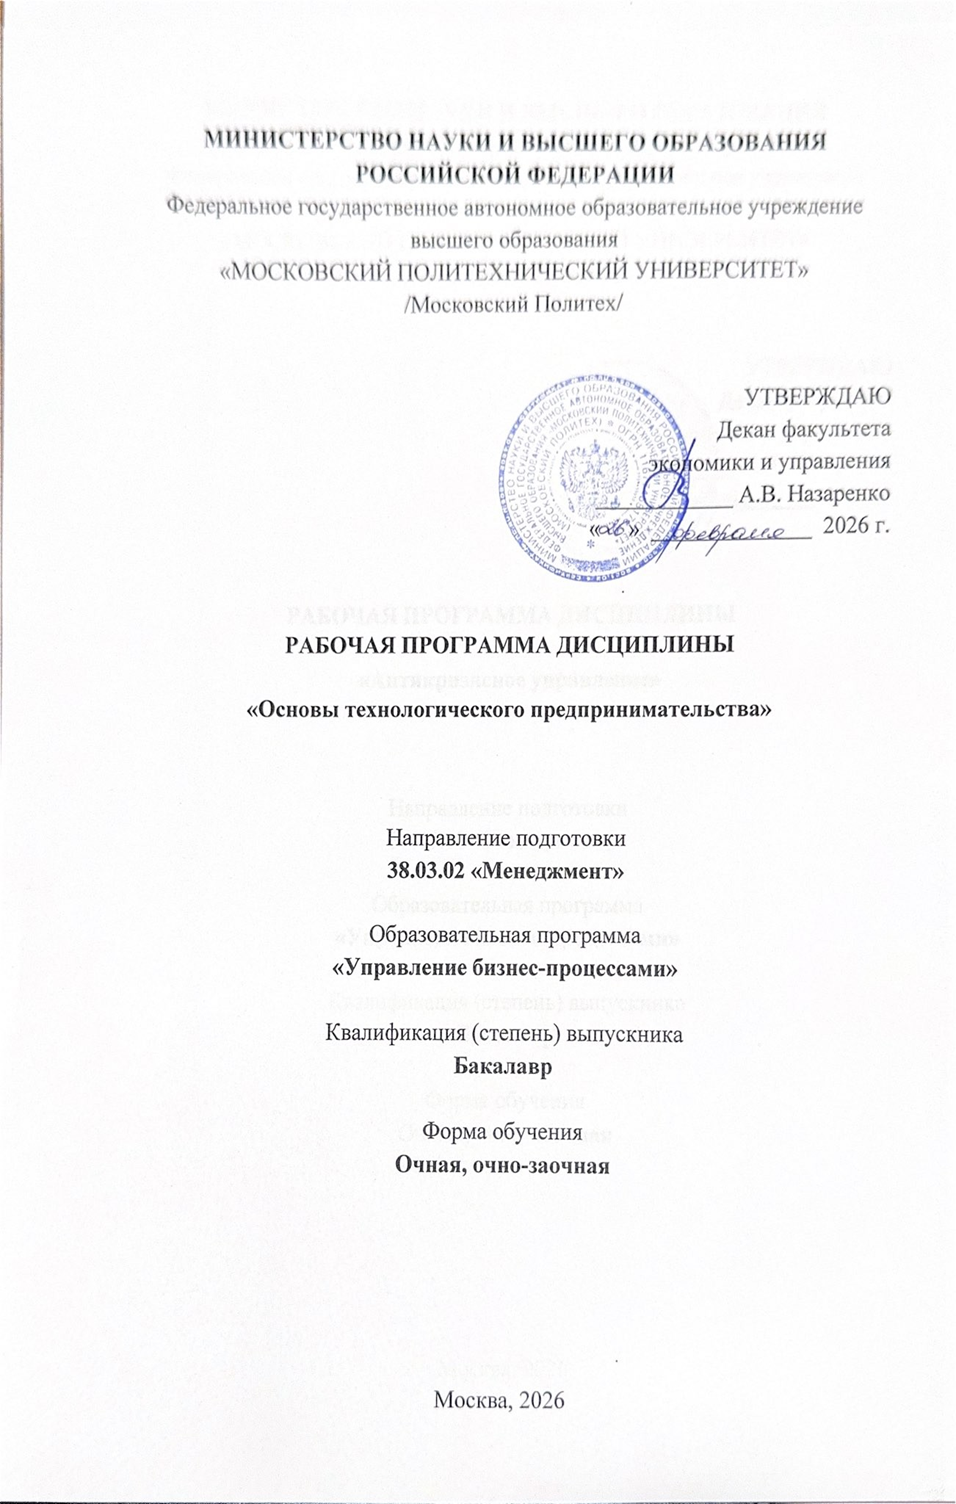 МИНИСТЕРСТВО НАУКИ И ВЫСШЕГО ОБРАЗОВАНИЯ
РОССИЙСКОЙ ФЕДЕРАЦИИ
Федеральное государственное автономное образовательное учреждение
высшего образования
«МОСКОВСКИЙ ПОЛИТЕХНИЧЕСКИЙ УНИВЕРСИТЕТ»
/Московский Политех/
УТВЕРЖДАЮ
Декан факультета
экономики и управления
А.В. Назаренко
«26» февраля 2026 г.
РАБОЧАЯ ПРОГРАММА ДИСЦИПЛИНЫ
«Основы технологического предпринимательства»
Направление подготовки
38.03.02 «Менеджмент»
Образовательная программа
«Управление бизнес-процессами»
Квалификация (степень) выпускника
Бакалавр
Форма обучения
Очная, очно-заочная
Москва, 2026